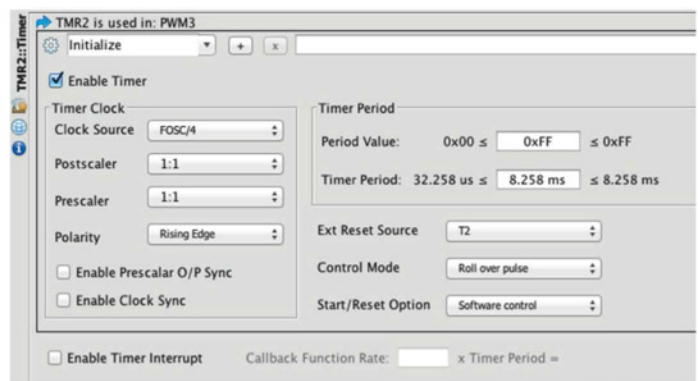 TMR2 is used in: PWM3
TMR2::Timer
Initialize + x
Enable Timer
Timer Clock
Clock Source FOSC/4
Postscaler 1:1
Prescaler 1:1
Polarity Rising Edge
Enable Prescalar O/P Sync
Enable Clock Sync
Timer Period
Period Value: 0x00 ≤ 0xFF ≤ 0xFF
Timer Period: 32.258 us ≤ 8.258 ms ≤ 8.258 ms
Ext Reset Source T2
Control Mode Roll over pulse
Start/Reset Option Software control
Enable Timer Interrupt Callback Function Rate: x Timer Period =